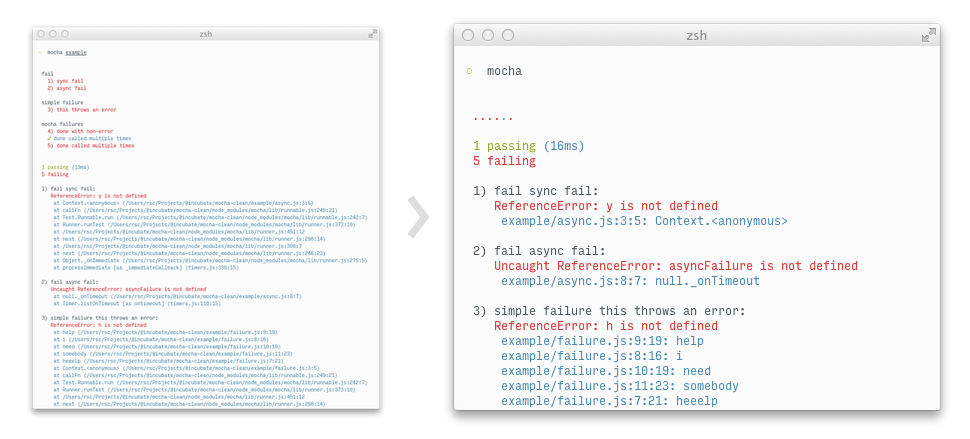 zsh
mocha example
fail
1) sync fail
2) async fail
simple failure
3) this throws an error
mocha failures
4) done with non-error
✓ done called multiple times
5) done called multiple times
1 passing (13ms)
5 failing
1) fail sync fail:
ReferenceError: y is not defined
at Context.<anonymous> (/Users/rsc/Projects/@incubate/mocha-clean/example/async.js:3:5)
at callFn (/Users/rsc/Projects/@incubate/mocha-clean/node_modules/mocha/lib/runnable.js:249:21)
at Test.Runnable.run (/Users/rsc/Projects/@incubate/mocha-clean/node_modules/mocha/lib/runnable.js:242:7)
at Runner.runTest (/Users/rsc/Projects/@incubate/mocha-clean/node_modules/mocha/lib/runner.js:373:10)
at /Users/rsc/Projects/@incubate/mocha-clean/node_modules/mocha/lib/runner.js:451:12
at next (/Users/rsc/Projects/@incubate/mocha-clean/node_modules/mocha/lib/runner.js:298:14)
at /Users/rsc/Projects/@incubate/mocha-clean/node_modules/mocha/lib/runner.js:308:7
at next (/Users/rsc/Projects/@incubate/mocha-clean/node_modules/mocha/lib/runner.js:246:23)
at Object._onImmediate (/Users/rsc/Projects/@incubate/mocha-clean/node_modules/mocha/lib/runner.js:275:5)
at processImmediate [as _immediateCallback] (timers.js:336:15)
2) fail async fail:
Uncaught ReferenceError: asyncFailure is not defined
at null._onTimeout (/Users/rsc/Projects/@incubate/mocha-clean/example/async.js:8:7)
at Timer.listOnTimeout [as ontimeout] (timers.js:110:15)
3) simple failure this throws an error:
ReferenceError: h is not defined
at help (/Users/rsc/Projects/@incubate/mocha-clean/example/failure.js:9:19)
at i (/Users/rsc/Projects/@incubate/mocha-clean/example/failure.js:8:16)
at need (/Users/rsc/Projects/@incubate/mocha-clean/example/failure.js:10:19)
at somebody (/Users/rsc/Projects/@incubate/mocha-clean/example/failure.js:11:23)
at heeelp (/Users/rsc/Projects/@incubate/mocha-clean/example/failure.js:7:21)
at Context.<anonymous> (/Users/rsc/Projects/@incubate/mocha-clean/example/failure.js:3:5)
at callFn (/Users/rsc/Projects/@incubate/mocha-clean/node_modules/mocha/lib/runnable.js:249:21)
at Test.Runnable.run (/Users/rsc/Projects/@incubate/mocha-clean/node_modules/mocha/lib/runnable.js:242:7)
at Runner.runTest (/Users/rsc/Projects/@incubate/mocha-clean/node_modules/mocha/lib/runner.js:373:10)
at /Users/rsc/Projects/@incubate/mocha-clean/node_modules/mocha/lib/runner.js:451:12
at next (/Users/rsc/Projects/@incubate/mocha-clean/node_modules/mocha/lib/runner.js:298:14)
zsh
mocha
......
1 passing (16ms)
5 failing
1) fail sync fail:
ReferenceError: y is not defined
example/async.js:3:5: Context.<anonymous>
2) fail async fail:
Uncaught ReferenceError: asyncFailure is not defined
example/async.js:8:7: null._onTimeout
3) simple failure this throws an error:
ReferenceError: h is not defined
example/failure.js:9:19: help
example/failure.js:8:16: i
example/failure.js:10:19: need
example/failure.js:11:23: somebody
example/failure.js:7:21: heeelp